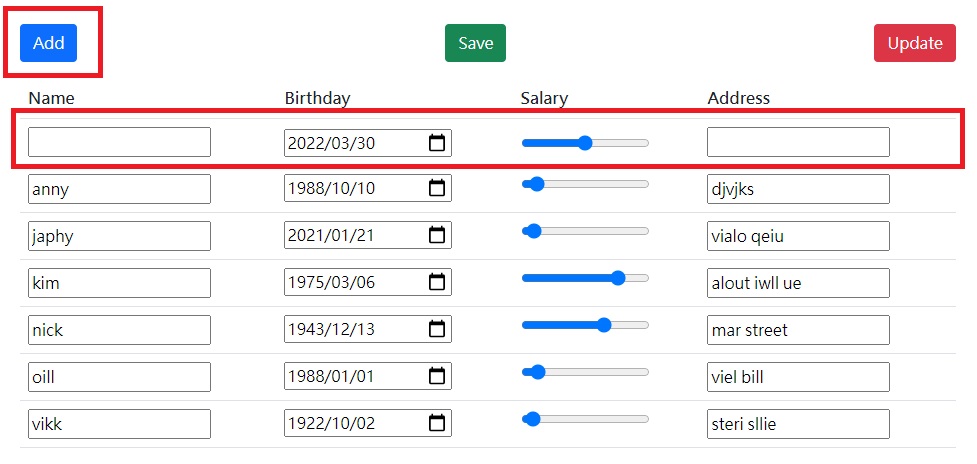 Add Save Update
Name Birthday Salary Address
2022/03/30
anny 1988/10/10 djvjks
japhy 2021/01/21 vialo qeiu
kim 1975/03/06 alout iwll ue
nick 1943/12/13 mar street
oill 1988/01/01 viel bill
vikk 1922/10/02 steri sllie